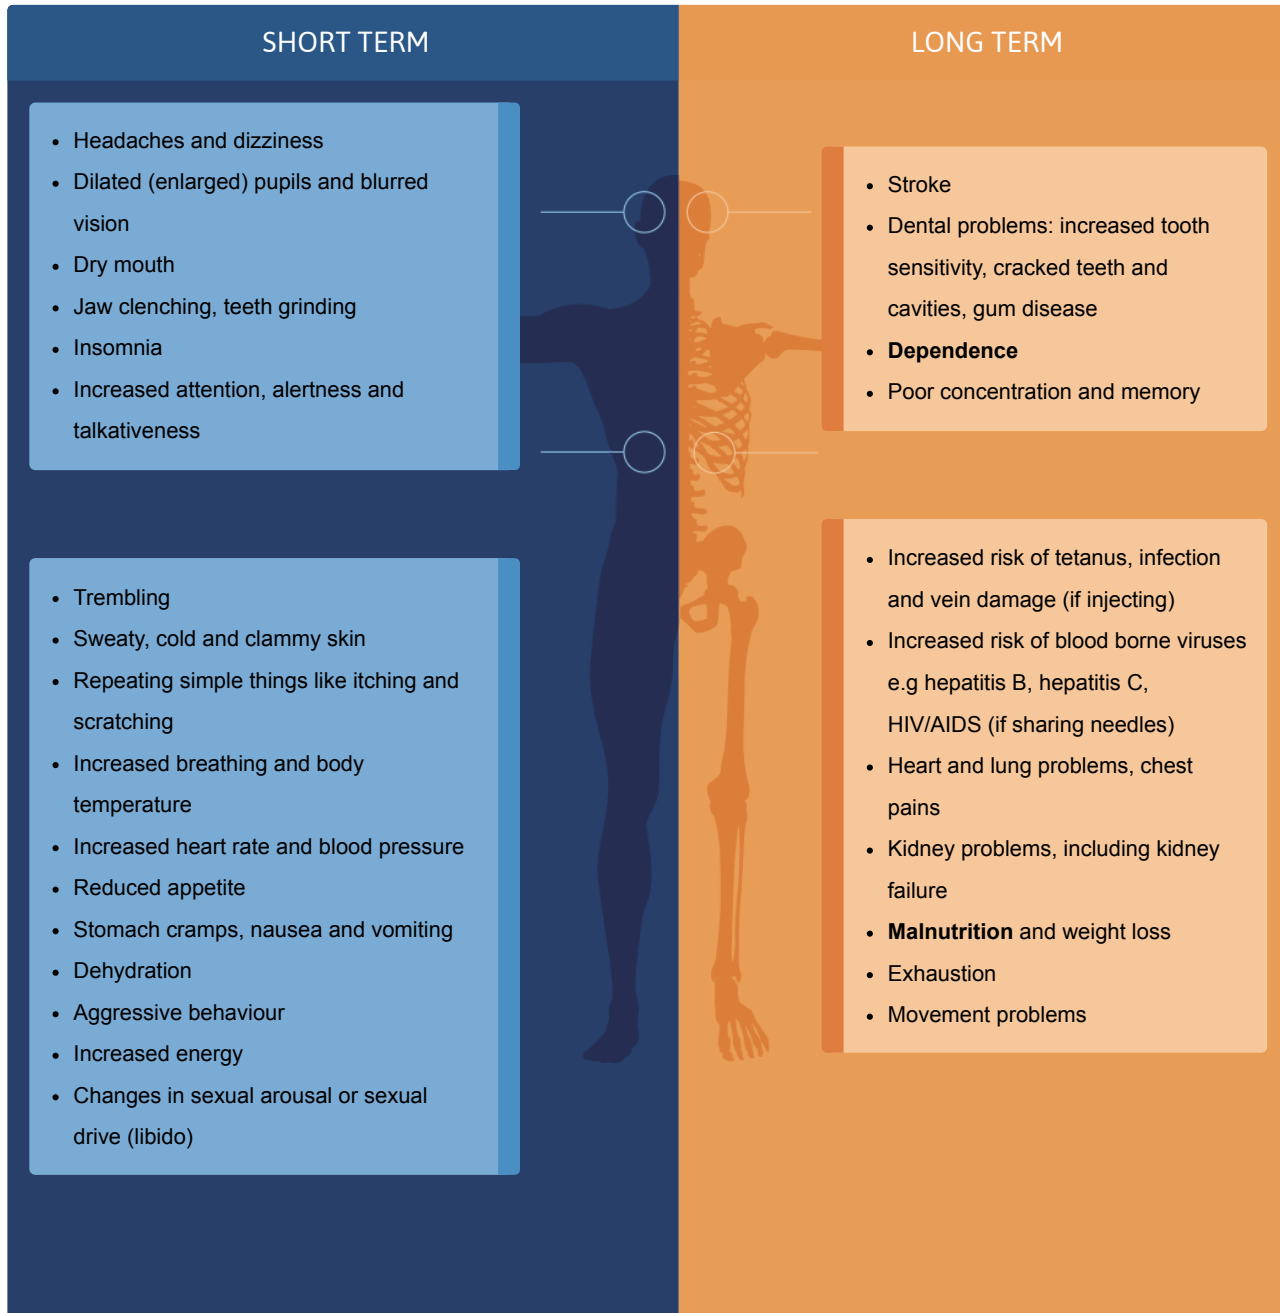 SHORT TERM
Headaches and dizziness
Dilated (enlarged) pupils and blurred
vision
Dry mouth
Jaw clenching, teeth grinding
Insomnia
Increased attention, alertness and
talkativeness
Trembling
Sweaty, cold and clammy skin
Repeating simple things like itching and
scratching
Increased breathing and body
temperature
Increased heart rate and blood pressure
Reduced appetite
Stomach cramps, nausea and vomiting
Dehydration
Aggressive behaviour
Increased energy
Changes in sexual arousal or sexual
drive (libido)
LONG TERM
Stroke
Dental problems: increased tooth
sensitivity, cracked teeth and
cavities, gum disease
Dependence
Poor concentration and memory
Increased risk of tetanus, infection
and vein damage (if injecting)
Increased risk of blood borne viruses
e.g hepatitis B, hepatitis C,
HIV/AIDS (if sharing needles)
Heart and lung problems, chest
pains
Kidney problems, including kidney
failure
Malnutrition and weight loss
Exhaustion
Movement problems